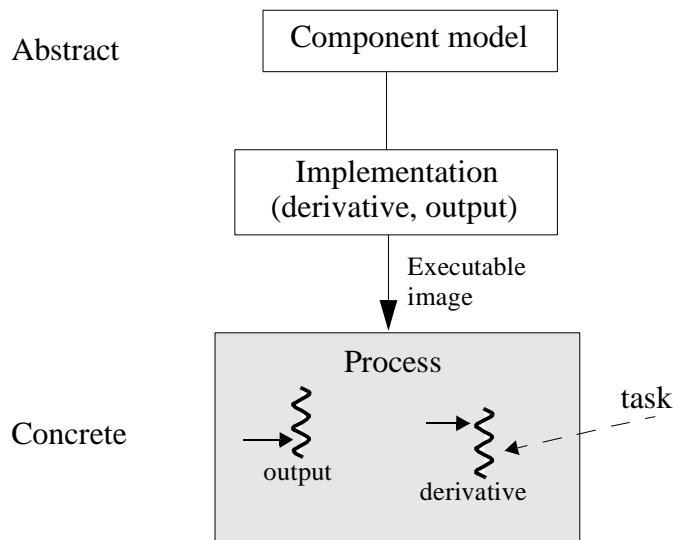 Component model
Abstract
Implementation
(derivative, output)
Executable
image
Process
task
Concrete
output
derivative